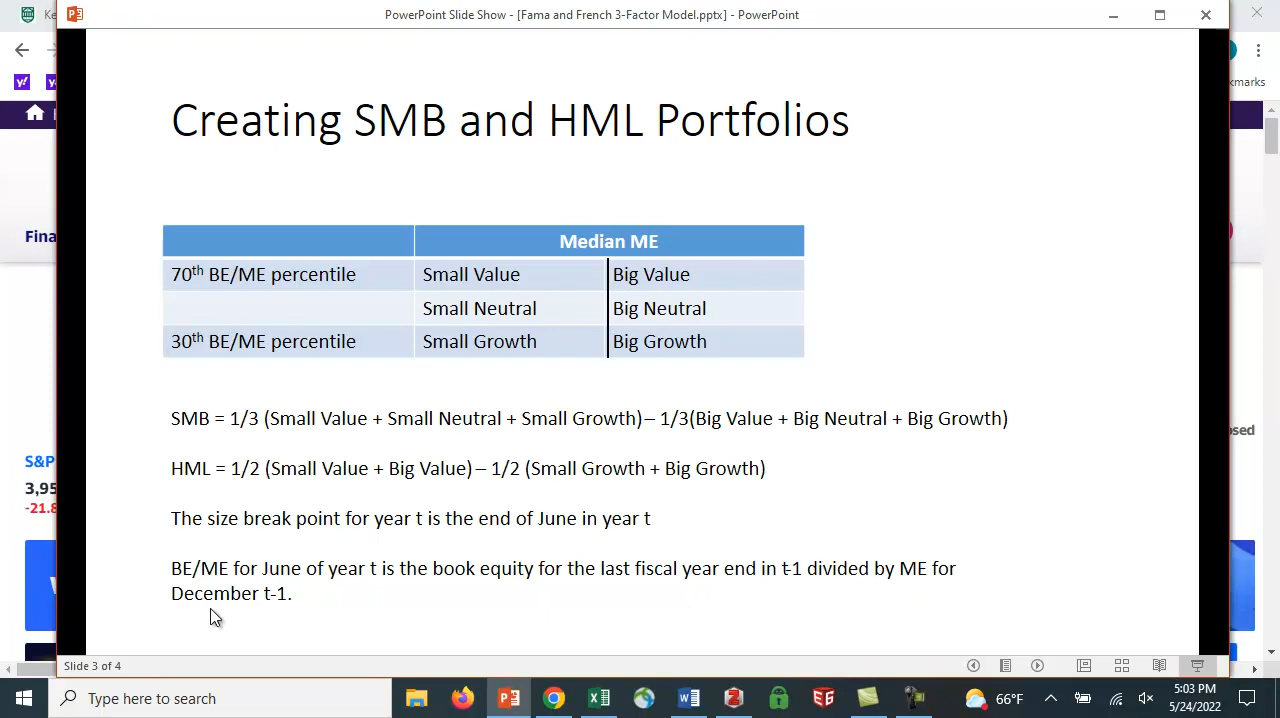 Ke
PowerPoint Slide Show - [Fama and French 3-Factor Model.pptx] - PowerPoint
y!
y
kmarks
Creating SMB and HML Portfolios
Fina
Median ME
70th BE/ME percentile Small Value Big Value
Small Neutral Big Neutral
30th BE/ME percentile Small Growth Big Growth
SMB = 1/3 (Small Value + Small Neutral + Small Growth) – 1/3(Big Value + Big Neutral + Big Growth)
osed
S&P
HML = 1/2 (Small Value + Big Value) – 1/2 (Small Growth + Big Growth)
3,95
-21.8
The size break point for year t is the end of June in year t
BE/ME for June of year t is the book equity for the last fiscal year end in t-1 divided by ME for
December t-1.
Slide 3 of 4
Type here to search
66°F
5:03 PM
5/24/2022